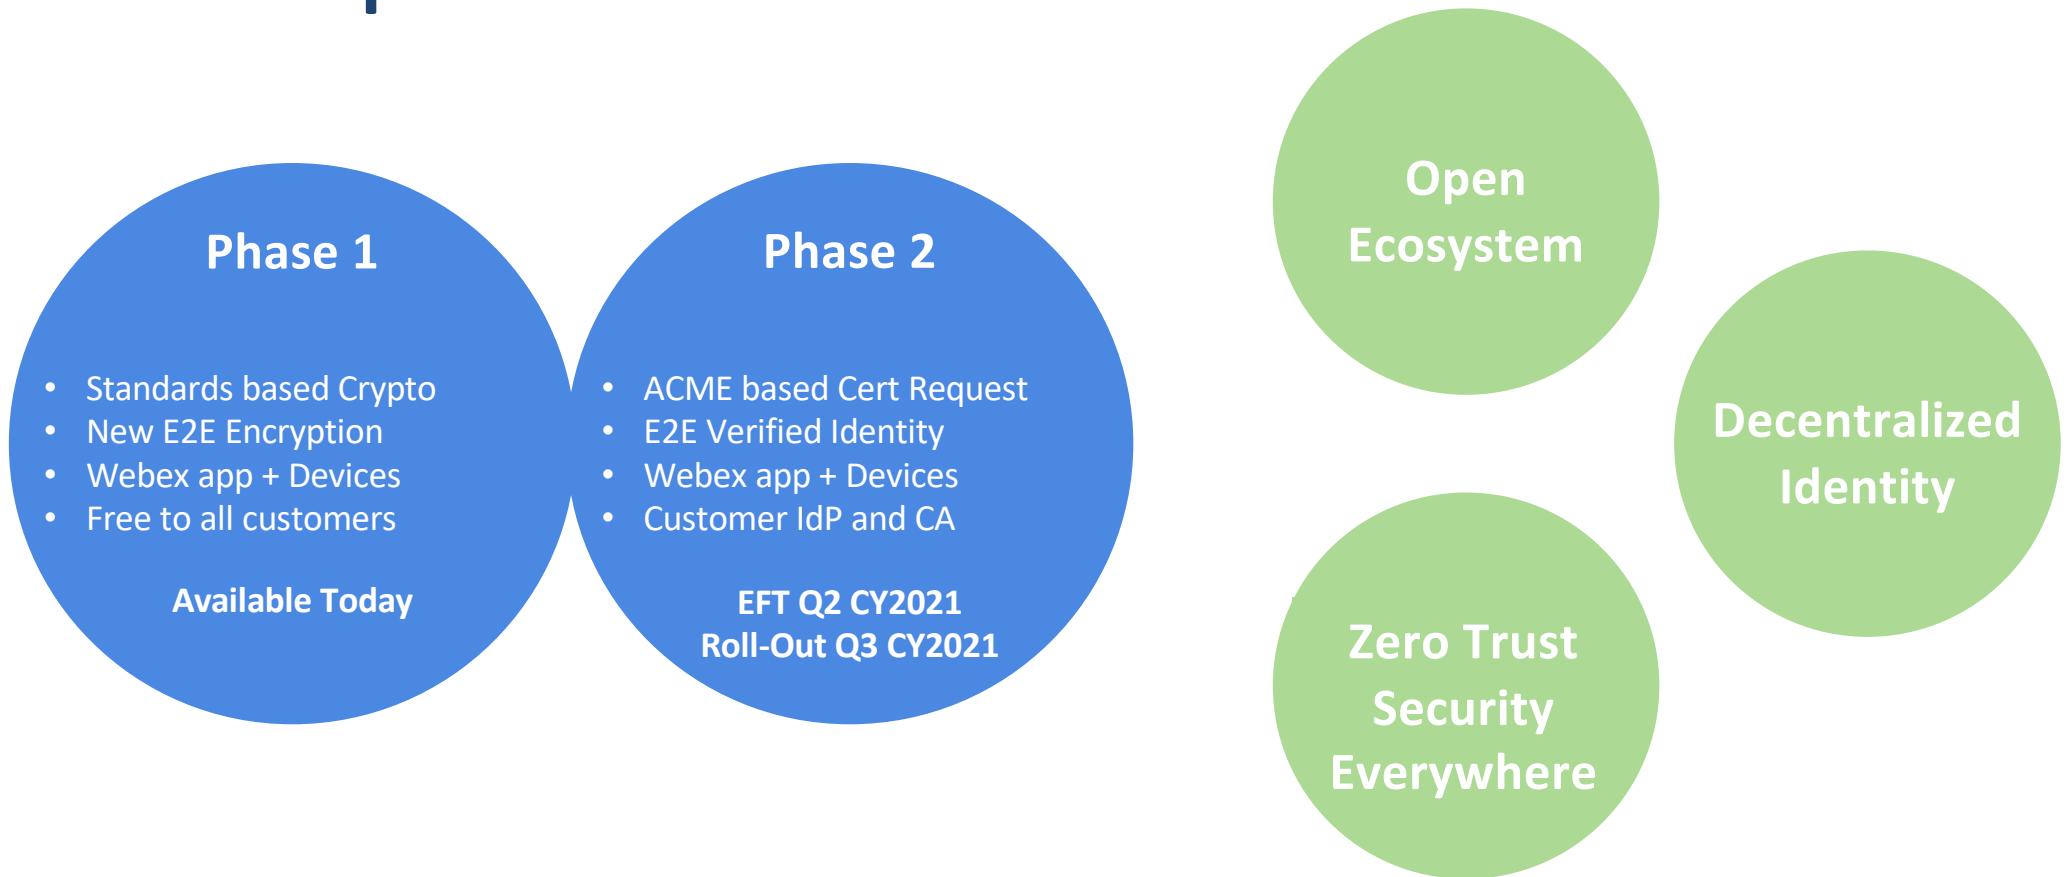 Phase 1
• Standards based Crypto
• New E2E Encryption
• Webex app + Devices
• Free to all customers
Available Today
Phase 2
• ACME based Cert Request
• E2E Verified Identity
• Webex app + Devices
• Customer IdP and CA
EFT Q2 CY2021
Roll-Out Q3 CY2021
Open
Ecosystem
Decentralized
Identity
Zero Trust
Security
Everywhere